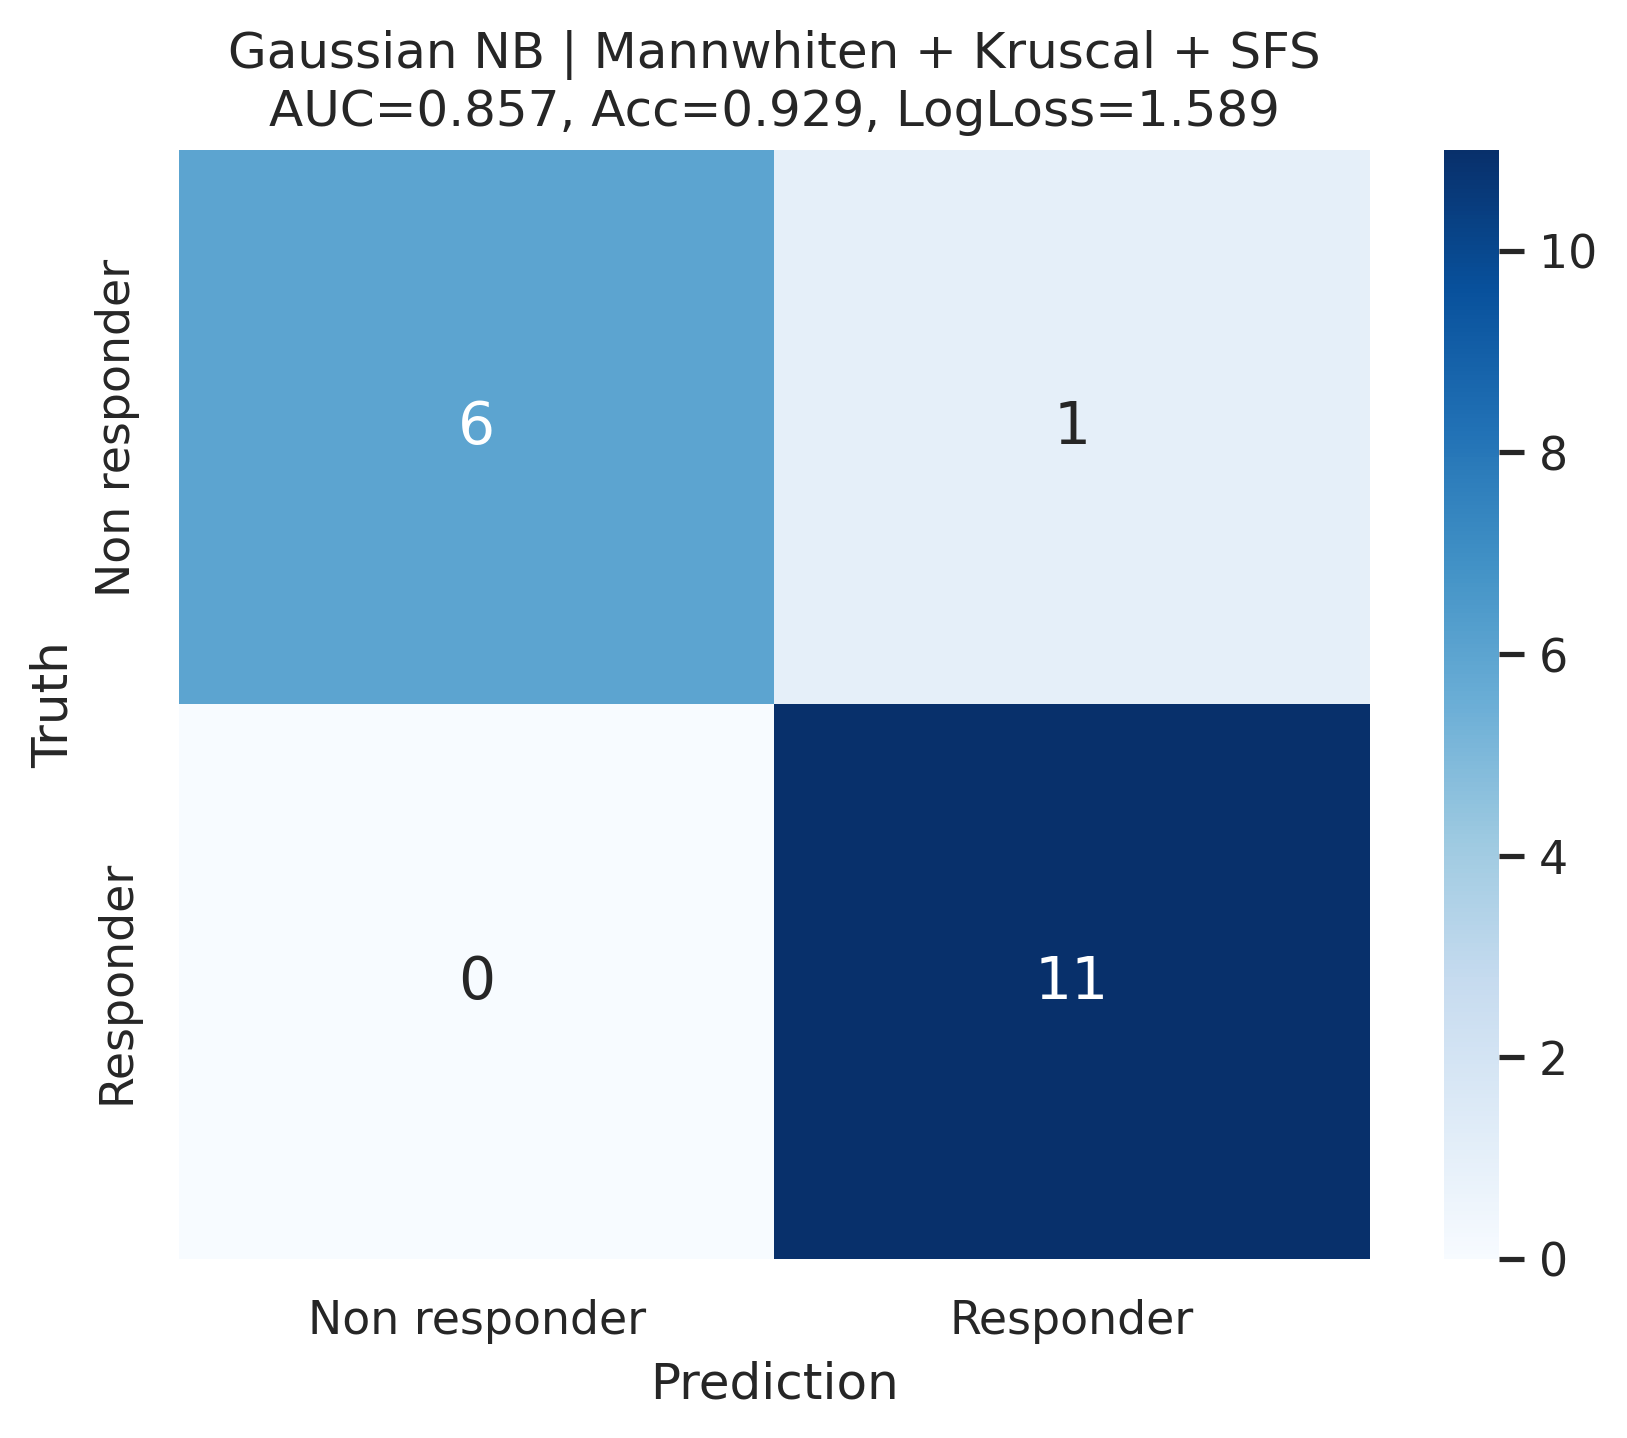 Gaussian NB | Mannwhiten + Kruscal + SFS
AUC=0.857, Acc=0.929, LogLoss=1.589
Truth
Non responder
Responder
6
1
0
11
Non responder
Responder
Prediction
10
8
6
4
2
0